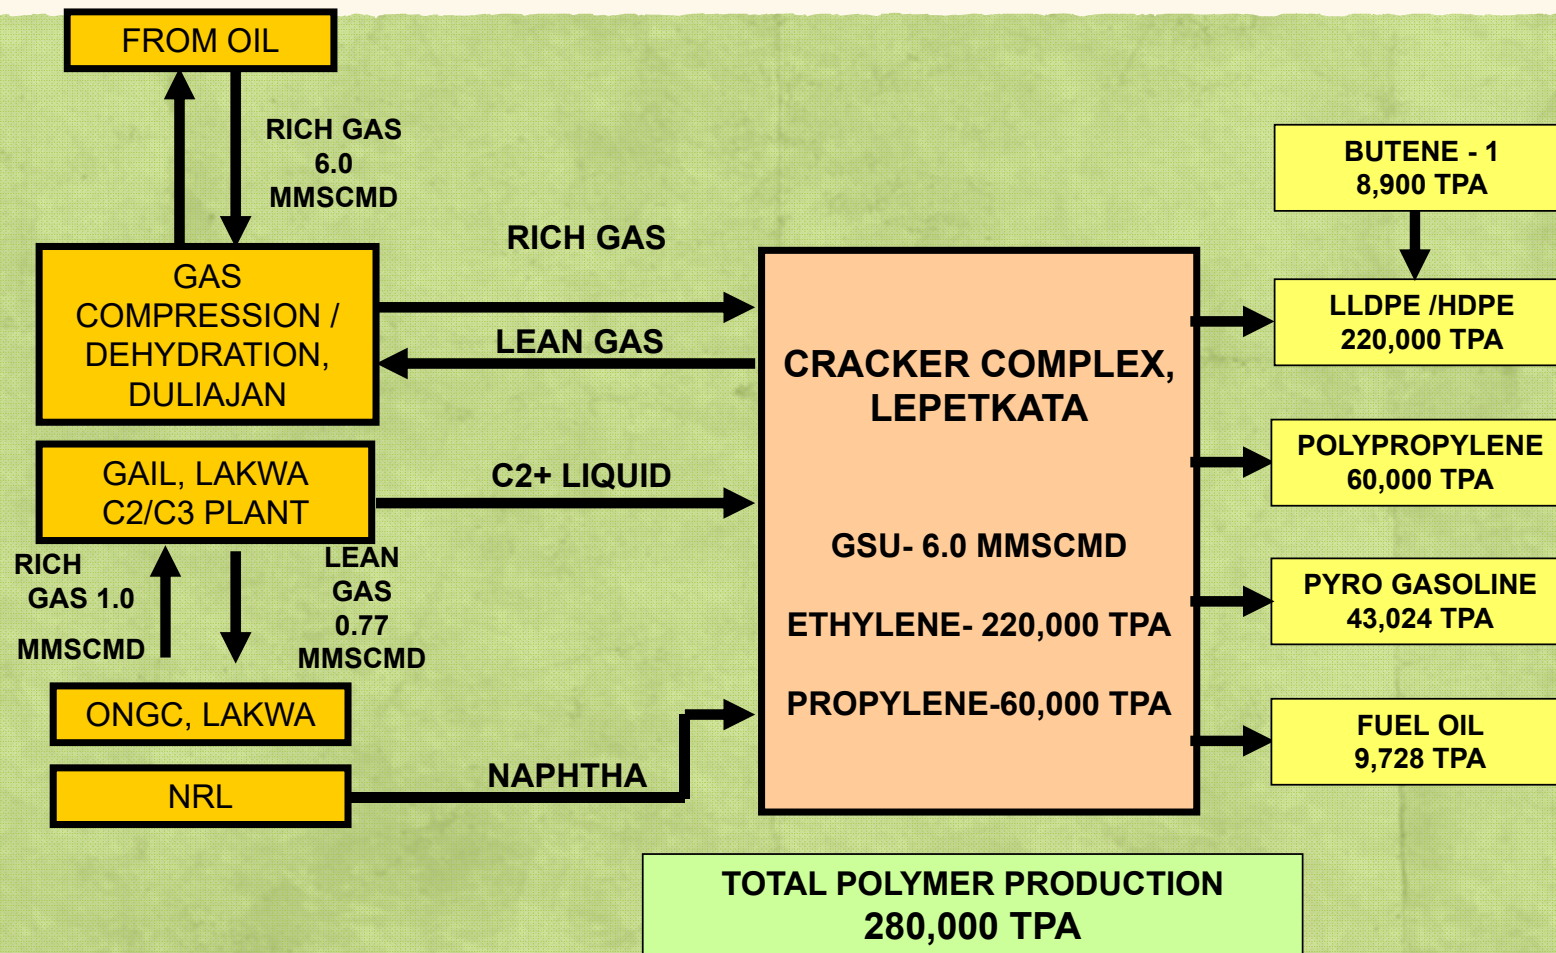 FROM OIL
RICH GAS
6.0
MMSCMD
GAS
COMPRESSION /
DEHYDRATION,
DULIAJAN
RICH GAS
LEAN GAS
GAIL, LAKWA
C2/C3 PLANT
C2+ LIQUID
RICH
GAS 1.0
MMSCMD
LEAN
GAS
0.77
MMSCMD
ONGC, LAKWA
NRL
NAPHTHA
CRACKER COMPLEX,
LEPETKATA
GSU- 6.0 MMSCMD
ETHYLENE- 220,000 TPA
PROPYLENE-60,000 TPA
BUTENE - 1
8,900 TPA
LLDPE /HDPE
220,000 TPA
POLYPROPYLENE
60,000 TPA
PYRO GASOLINE
43,024 TPA
FUEL OIL
9,728 TPA
TOTAL POLYMER PRODUCTION
280,000 TPA